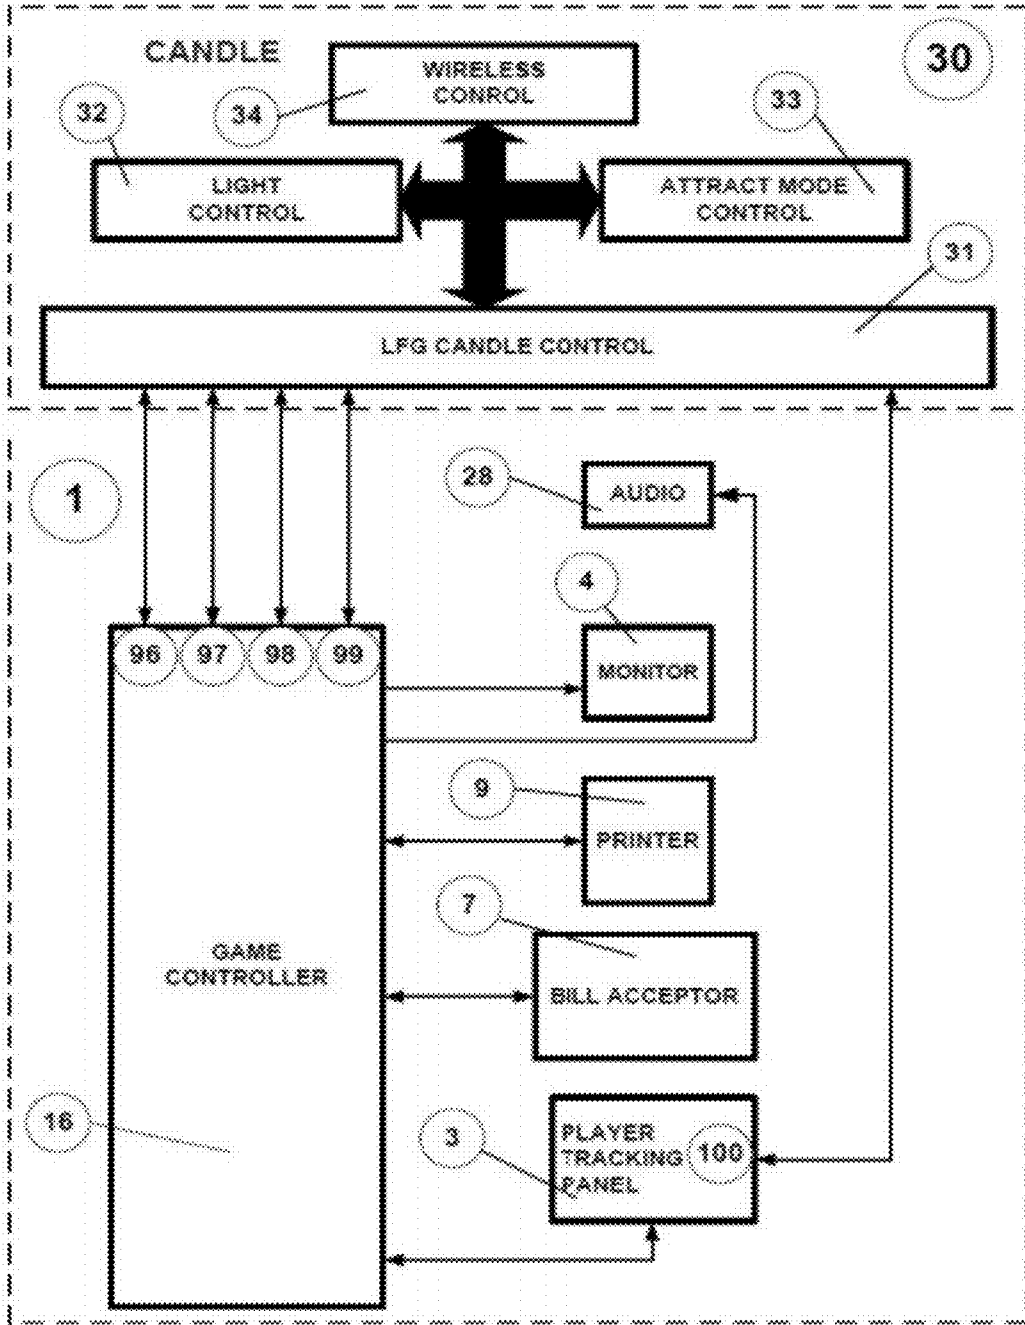 CANDLE
30
WIRELESS
CONROL
34
32
33
LIGHT
CONTROL
ATTRACT MODE
CONTROL
31
LFG CANDLE CONTROL
1
28
AUDIO
4
MONITOR
96 97 98 99
9
PRINTER
7
BILL ACCEPTOR
GAME
CONTROLLER
16
3
PLAYER
TRACKING
PANEL
100